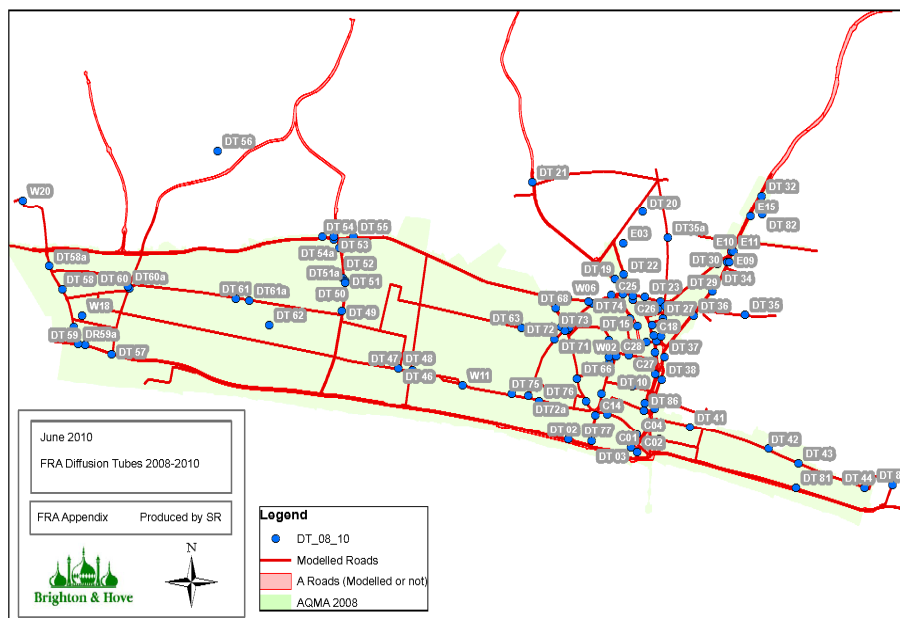 DT 56
W20
DT 21
DT 32
DT 20
E15
DT 82
DT35a
E03
DT 54
DT 55
DT 53
DT 54a
E10
E11
DT58a
DT 30
E09
DT 52
DT 19
DT 22
DT 34
DT51a
DT 51
DT 58
DT 60
DT60a
DT 29
DT 50
DT 61
DT61a
W06
C25
DT 23
DT 68
DT 74
C26
DT 27
DT 36
DT 35
W18
DT 49
DT 62
DT 63
DT 72
DT 73
DT 15
C18
DT 59
DR59a
DT 57
DT 71
W02
C28
DT 37
DT 47
DT 48
DT 66
C27
DT 38
DT 46
W11
DT 10
DT 75
DT 76
DT72a
C14
DT 86
DT 41
DT 02
DT 77
C04
C01
C02
DT 03
DT 42
DT 43
DT 81
DT 44
DT 8
June 2010
FRA Diffusion Tubes 2008-2010
FRA Appendix Produced by SR
N
Brighton & Hove
Legend
DT_08_10
Modelled Roads
A Roads (Modelled or not)
AQMA 2008